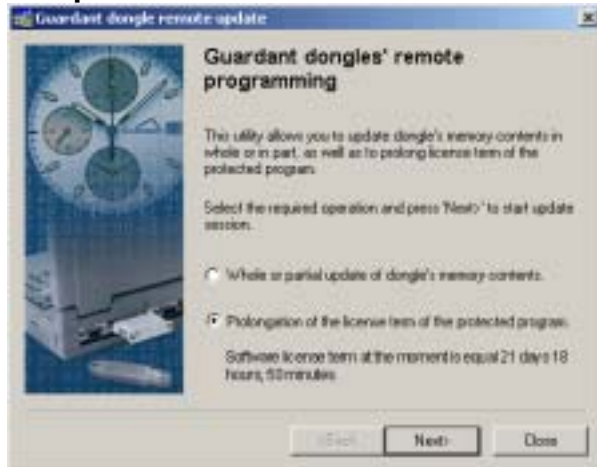 Guardant dongle remote update
Guardant dongles' remote
programming
This utility allows you to update dongle's memory contents in
whole or in part, as well as to prolong license term of the
protected program.
Select the required operation and press 'Next>' to start update
session.
Whole or partial update of dongle's memory contents.
Prolongation of the license term of the protected program.
Software license term at the moment is equal 21 days 18
hours, 50 minutes
<Back
Next>
Close